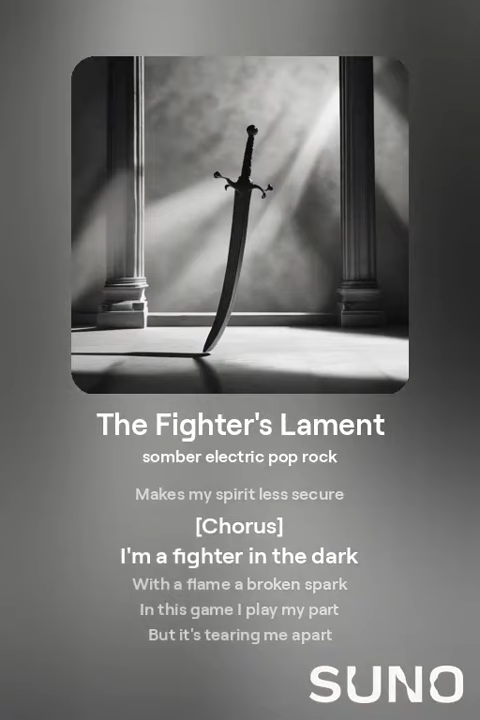 The Fighter's Lament
somber electric pop rock
Makes my spirit less secure
[Chorus]
I'm a fighter in the dark
With a flame a broken spark
In this game I play my part
But it's tearing me apart
SUNO